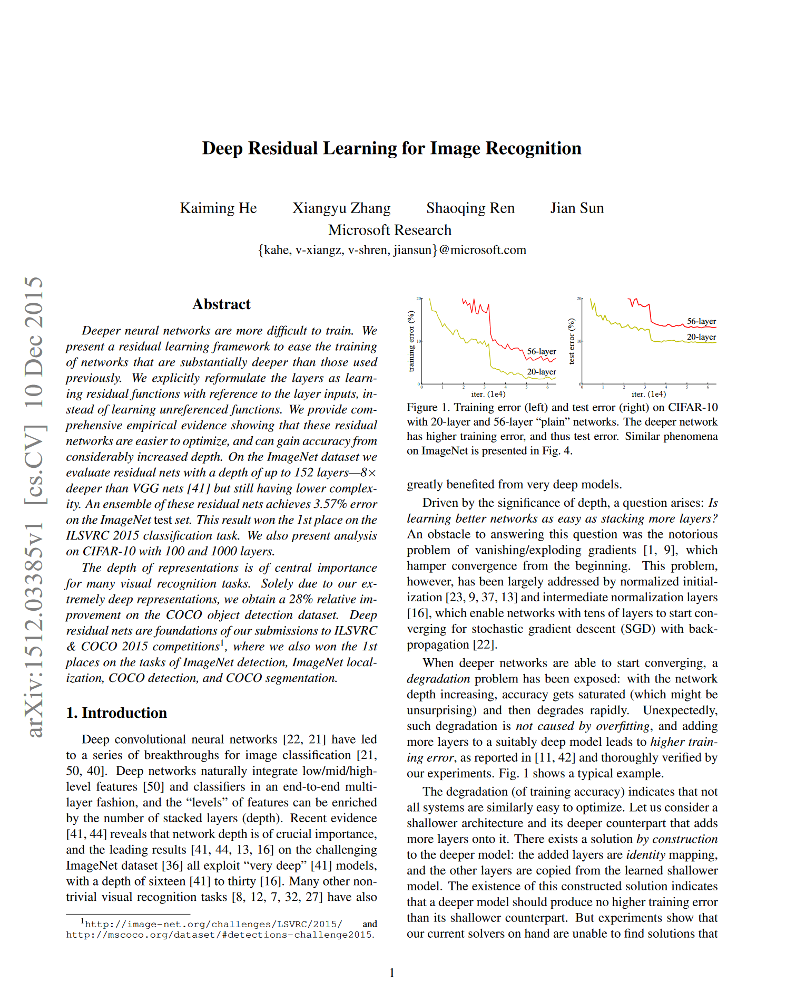 Deep Residual Learning for Image Recognition
Kaiming He Xiangyu Zhang Shaoqing Ren Jian Sun
Microsoft Research
{kahe, v-xiangz, v-shren, jiansun}@microsoft.com
arXiv:1512.03385v1 [cs.CV] 10 Dec 2015
Abstract
Deeper neural networks are more difficult to train. We
present a residual learning framework to ease the training
of networks that are substantially deeper than those used
previously. We explicitly reformulate the layers as learn-
ing residual functions with reference to the layer inputs, in-
stead of learning unreferenced functions. We provide com-
prehensive empirical evidence showing that these residual
networks are easier to optimize, and can gain accuracy from
considerably increased depth. On the ImageNet dataset we
evaluate residual nets with a depth of up to 152 layers—8×
deeper than VGG nets [41] but still having lower complex-
ity. An ensemble of these residual nets achieves 3.57% error
on the ImageNet test set. This result won the 1st place on the
ILSVRC 2015 classification task. We also present analysis
on CIFAR-10 with 100 and 1000 layers.
The depth of representations is of central importance
for many visual recognition tasks. Solely due to our ex-
tremely deep representations, we obtain a 28% relative im-
provement on the COCO object detection dataset. Deep
residual nets are foundations of our submissions to ILSVRC
& COCO 2015 competitions¹, where we also won the 1st
places on the tasks of ImageNet detection, ImageNet local-
ization, COCO detection, and COCO segmentation.
1. Introduction
Deep convolutional neural networks [22, 21] have led
to a series of breakthroughs for image classification [21,
50, 40]. Deep networks naturally integrate low/mid/high-
level features [50] and classifiers in an end-to-end multi-
layer fashion, and the “levels” of features can be enriched
by the number of stacked layers (depth). Recent evidence
[41, 44] reveals that network depth is of crucial importance,
and the leading results [41, 44, 13, 16] on the challenging
ImageNet dataset [36] all exploit “very deep” [41] models,
with a depth of sixteen [41] to thirty [16]. Many other non-
trivial visual recognition tasks [8, 12, 7, 32, 27] have also
¹http://image-net.org/challenges/LSVRC/2015/ and
http://mscoco.org/dataset/#detections-challenge2015.
20
10
0
training error (%)
56-layer
20-layer
0 1 2 3 4 5 6
iter. (1e4)
20
10
0
test error (%)
56-layer
20-layer
0 1 2 3 4 5 6
iter. (1e4)
Figure 1. Training error (left) and test error (right) on CIFAR-10
with 20-layer and 56-layer “plain” networks. The deeper network
has higher training error, and thus test error. Similar phenomena
on ImageNet is presented in Fig. 4.
greatly benefited from very deep models.
Driven by the significance of depth, a question arises: Is
learning better networks as easy as stacking more layers?
An obstacle to answering this question was the notorious
problem of vanishing/exploding gradients [1, 9], which
hamper convergence from the beginning. This problem,
however, has been largely addressed by normalized initial-
ization [23, 9, 37, 13] and intermediate normalization layers
[16], which enable networks with tens of layers to start con-
verging for stochastic gradient descent (SGD) with back-
propagation [22].
When deeper networks are able to start converging, a
degradation problem has been exposed: with the network
depth increasing, accuracy gets saturated (which might be
unsurprising) and then degrades rapidly. Unexpectedly,
such degradation is not caused by overfitting, and adding
more layers to a suitably deep model leads to higher train-
ing error, as reported in [11, 42] and thoroughly verified by
our experiments. Fig. 1 shows a typical example.
The degradation (of training accuracy) indicates that not
all systems are similarly easy to optimize. Let us consider a
shallower architecture and its deeper counterpart that adds
more layers onto it. There exists a solution by construction
to the deeper model: the added layers are identity mapping,
and the other layers are copied from the learned shallower
model. The existence of this constructed solution indicates
that a deeper model should produce no higher training error
than its shallower counterpart. But experiments show that
our current solvers on hand are unable to find solutions that
1